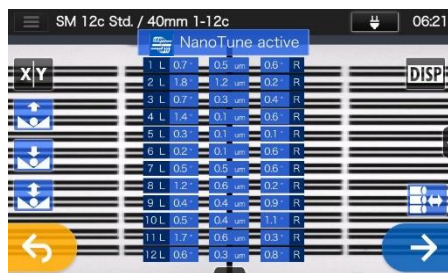 SM 12c Std. / 40mm 1-12c 06:21
NanoTune active
XY
DISP
1 L 0.7° 0.5 um 0.6° R
2 L 1.8° 1.2 um 0.2° R
3 L 0.7° 0.3 um 0.4° R
4 L 1.4° 0.1 um 0.6° R
5 L 0.3° 0.1 um 0.1° R
6 L 0.2° 0.1 um 0.6° R
7 L 0.5° 0.5 um 0.6° R
8 L 1.2° 0.6 um 0.2° R
9 L 0.4° 0.4 um 0.9° R
10 L 0.5° 0.4 um 1.1° R
11 L 1.7° 0.6 um 0.3° R
12 L 0.6° 0.3 um 0.8° R